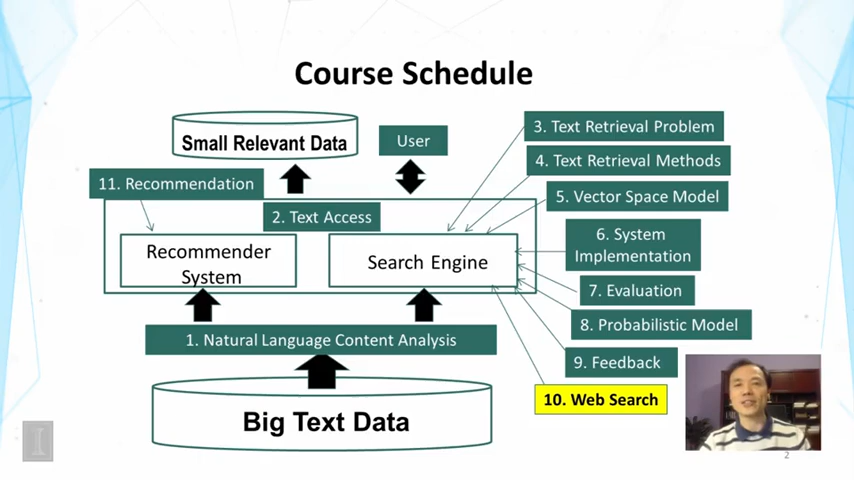 Course Schedule
Small Relevant Data
User
3. Text Retrieval Problem
4. Text Retrieval Methods
11. Recommendation
5. Vector Space Model
2. Text Access
6. System
Implementation
Recommender
System
Search Engine
7. Evaluation
8. Probabilistic Model
1. Natural Language Content Analysis
9. Feedback
10. Web Search
Big Text Data
I
2